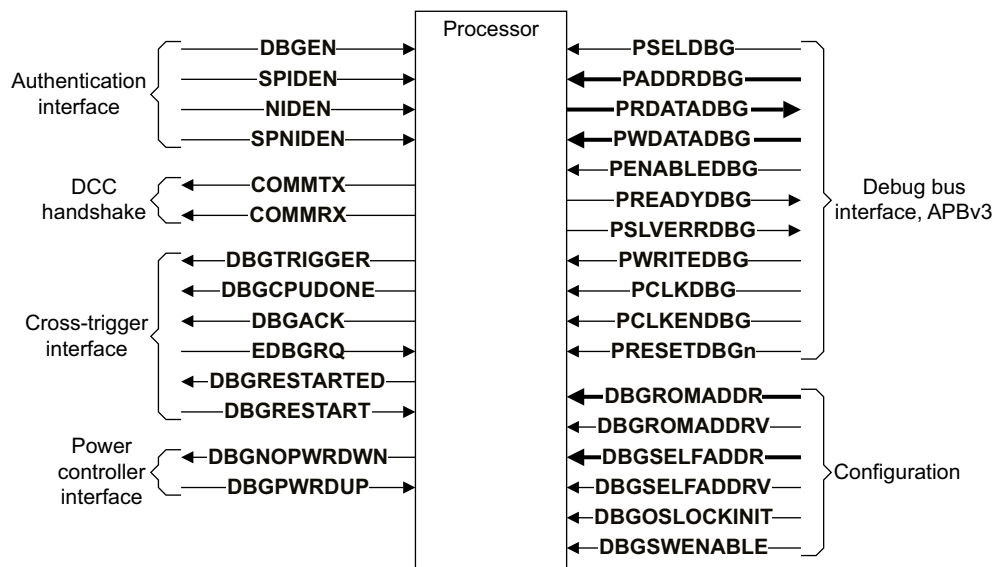 Processor
Authentication
interface
DBGEN
SPIDEN
NIDEN
SPNIDEN
DCC
handshake
COMMTX
COMMRX
Cross-trigger
interface
DBGTRIGGER
DBGCPUDONE
DBGACK
EDBGRQ
DBGRESTARTED
DBGRESTART
Power
controller
interface
DBGNOPWRDWN
DBGPWRDUP
PSELDBG
PADDRDBG
PRDATADBG
PWDATADBG
PENABLEDBG
PREADYDBG
PSLVERRDBG
PWRITEDBG
PCLKDBG
PCLKENDBG
PRESETDBGn
Debug bus
interface, APBv3
DBGROMADDR
DBGROMADDRV
DBGSELFADDR
DBGSELFADDRV
DBGOSLOCKINIT
DBGSWENABLE
Configuration